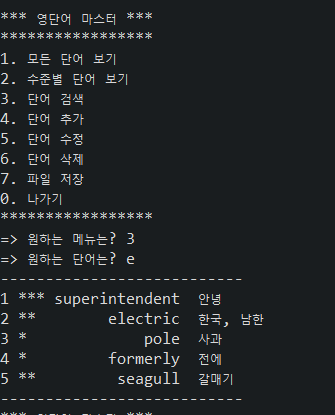 *** 영단어 마스터 ***
*****************
1. 모든 단어 보기
2. 수준별 단어 보기
3. 단어 검색
4. 단어 추가
5. 단어 수정
6. 단어 삭제
7. 파일 저장
0. 나가기
*****************
=> 원하는 메뉴는? 3
=> 원하는 단어는? e
---------------------------
1 *** superintendent 안녕
2 ** electric 한국, 남한
3 * pole 사과
4 * formerly 전에
5 ** seagull 갈매기
---------------------------